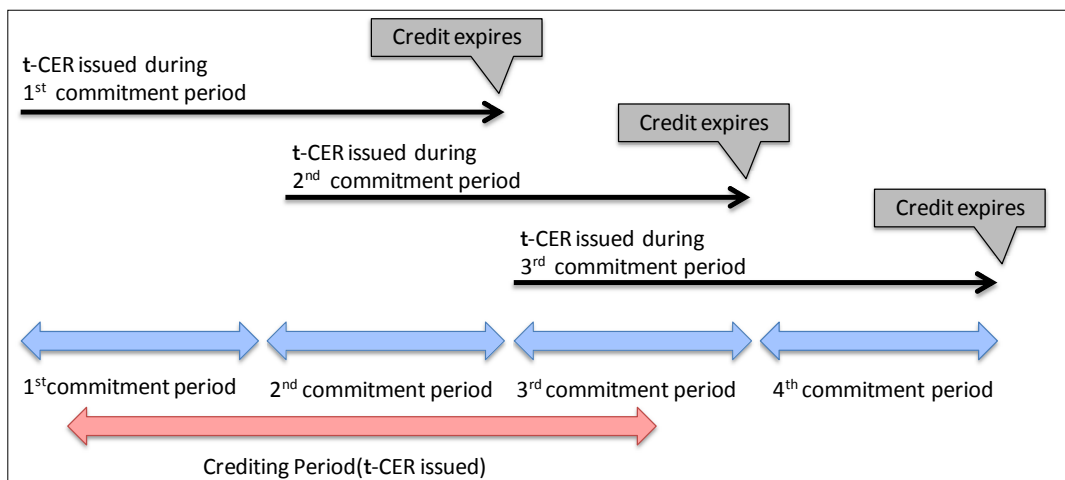 Credit expires
t-CER issued during
1st commitment period
Credit expires
t-CER issued during
2nd commitment period
Credit expires
t-CER issued during
3rd commitment period
1st commitment period
2nd commitment period
3rd commitment period
4th commitment period
Crediting Period(t-CER issued)